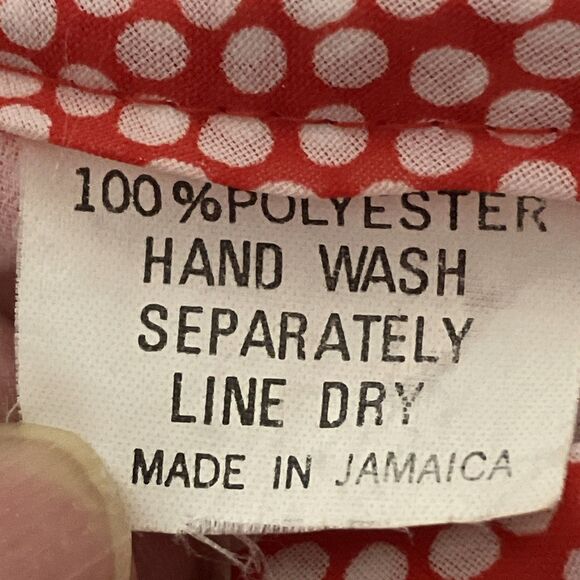 100%POLYESTER
HAND WASH
SEPARATELY
LINE DRY
MADE IN JAMAICA